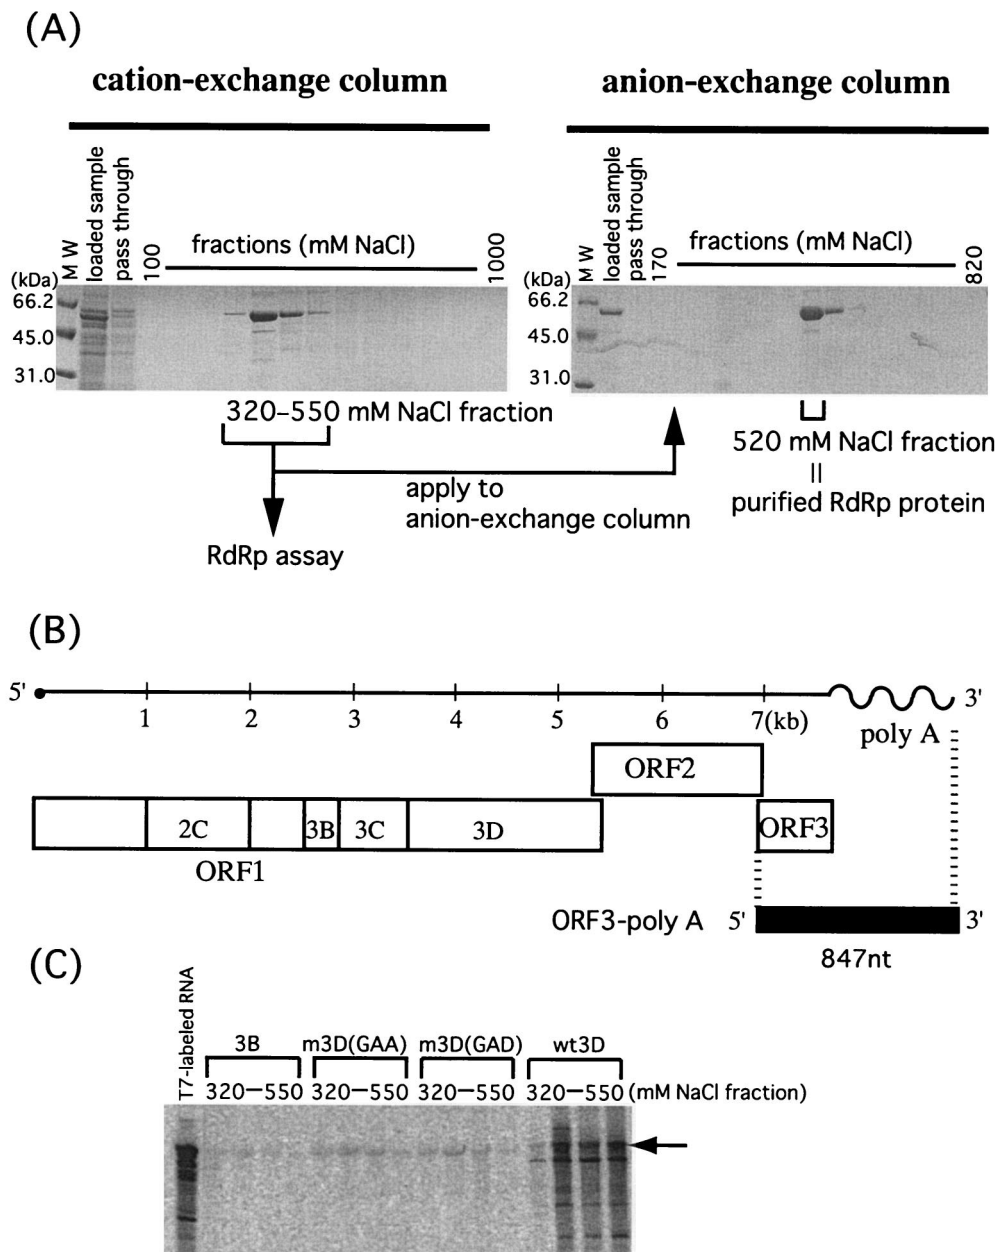 (A)
cation-exchange column
anion-exchange column
M W
loaded sample
pass through
100
fractions (mM NaCl)
1000
(kDa)
66.2
45.0
31.0
M W
loaded sample
pass through
170
fractions (mM NaCl)
820
(kDa)
66.2
45.0
31.0
320–550 mM NaCl fraction
apply to
anion-exchange column
RdRp assay
520 mM NaCl fraction
=
purified RdRp protein
(B)
5'
3'
1 2 3 4 5 6 7(kb)
poly A
ORF2
2C 3B 3C 3D ORF3
ORF1
ORF3-poly A 5' 3'
847nt
(C)
T7-labeled RNA
3B m3D(GAA) m3D(GAD) wt3D
320–550 320–550 320–550 320–550 (mM NaCl fraction)